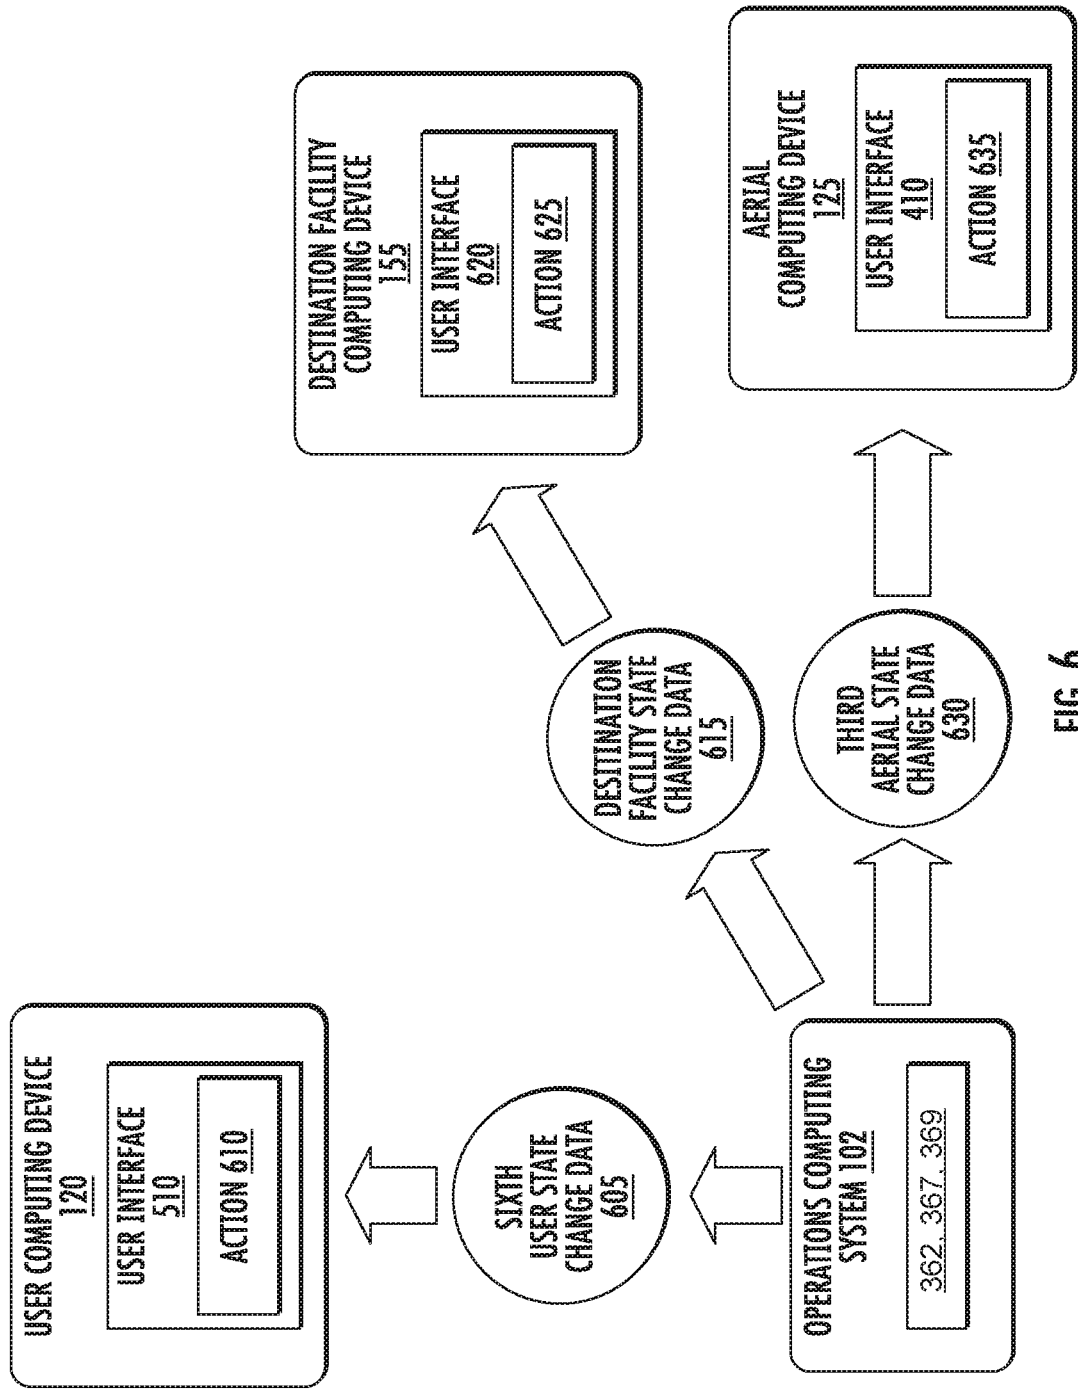 USER COMPUTING DEVICE
120
USER INTERFACE
510
ACTION 610
SIXTH
USER STATE
CHANGE DATA
605
OPERATIONS COMPUTING
SYSTEM 102
362, 367, 369
DESITINATION
FACILITY STATE
CHANGE DATA
615
THIRD
AERIAL STATE
CHANGE DATA
630
DESTINATION FACILITY
COMPUTING DEVICE
155
USER INTERFACE
620
ACTION 625
AERIAL
COMPUTING DEVICE
125
USER INTERFACE
410
ACTION 635
FIG. 6